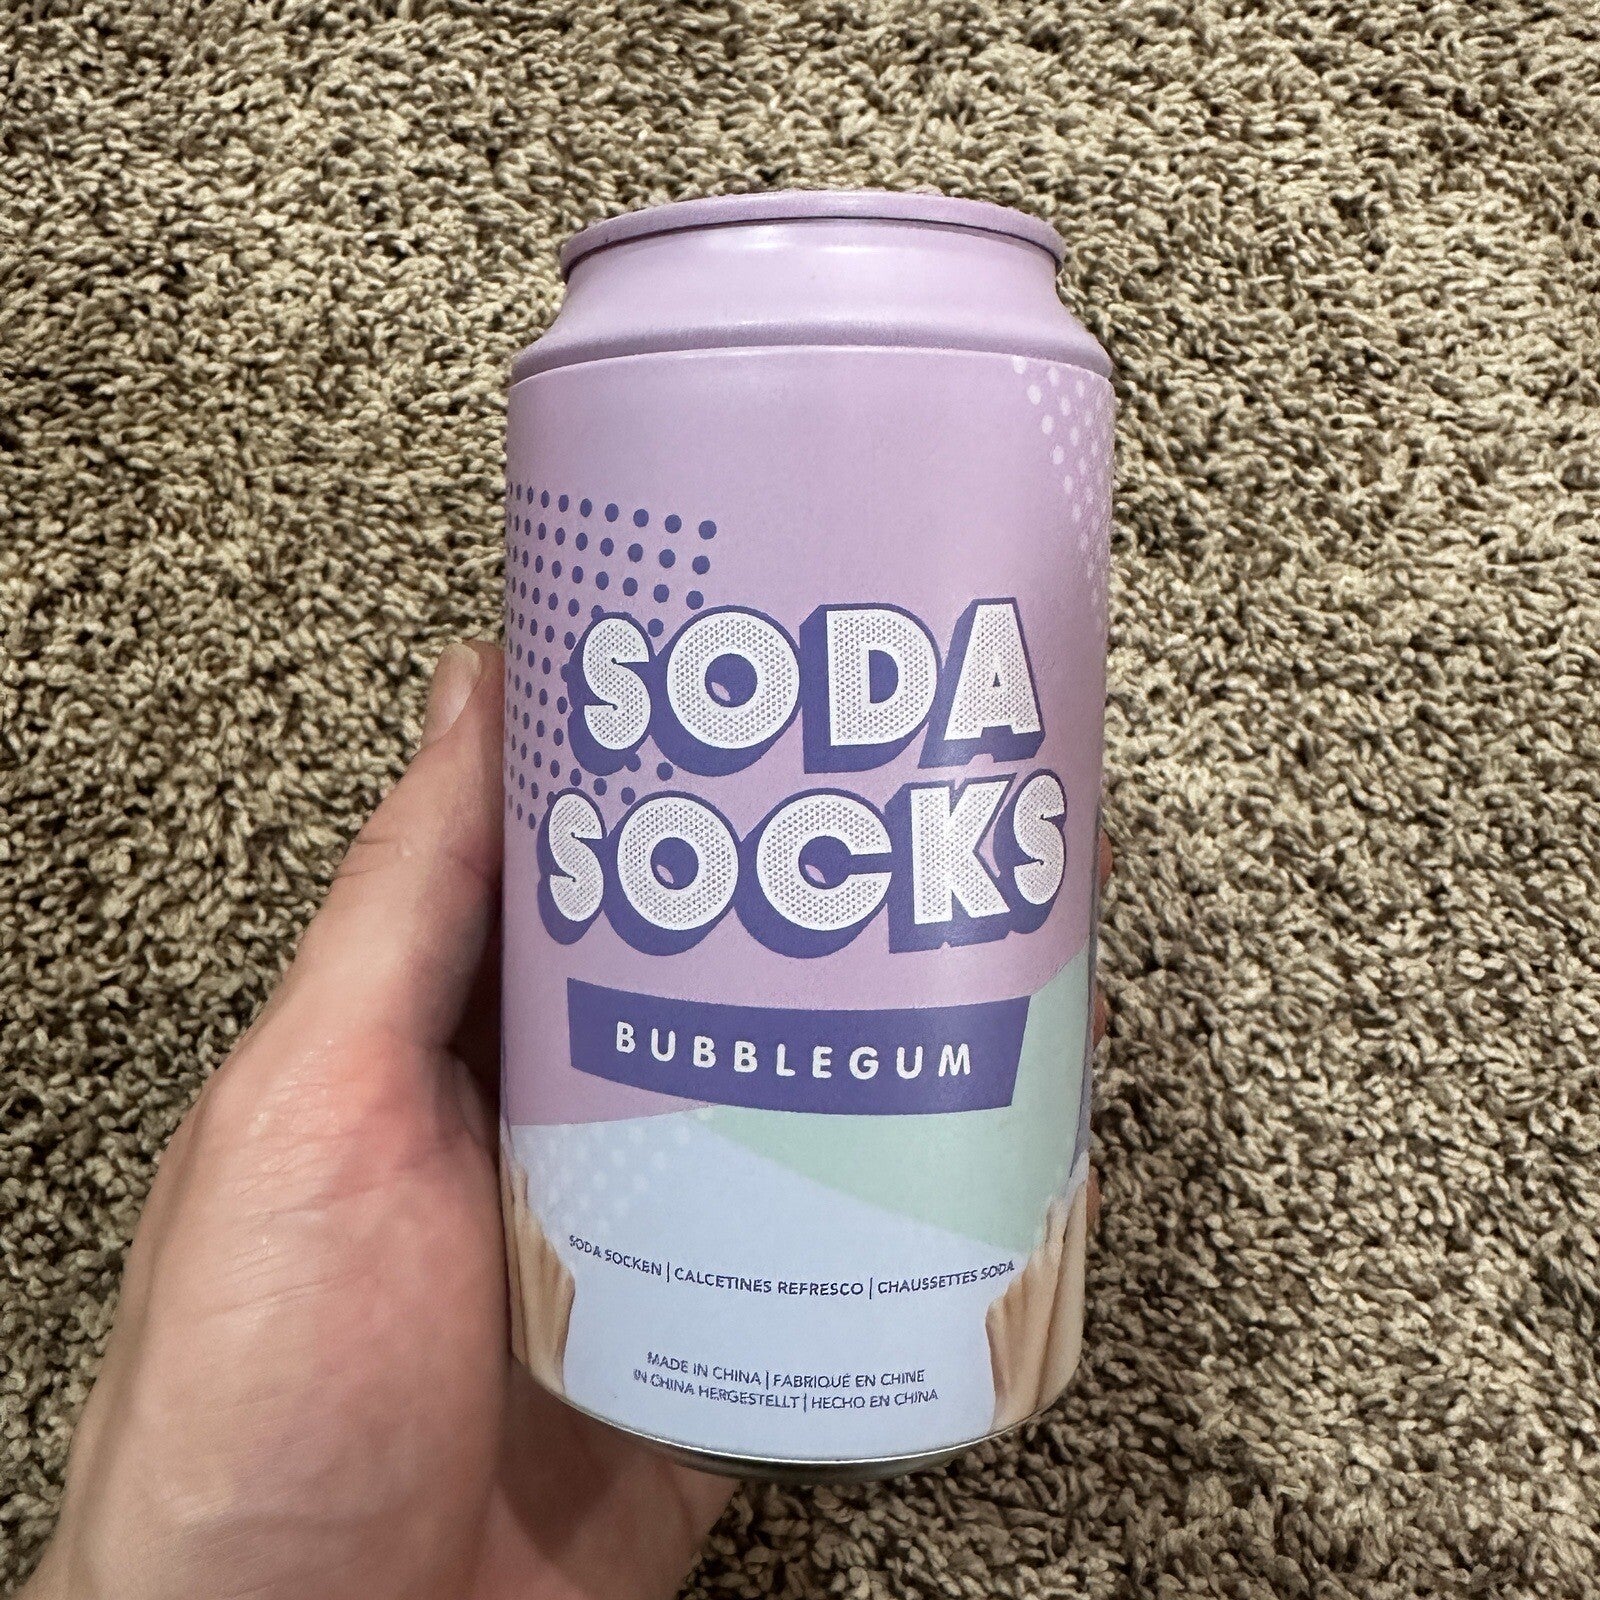 SODA
SOCKS
BUBBLEGUM
SODA SOCKEN | CALCETINES REFRESCO | CHAUSSETTES SODA
MADE IN CHINA | FABRIQUÉ EN CHINE
IN CHINA HERGESTELLT | HECHO EN CHINA